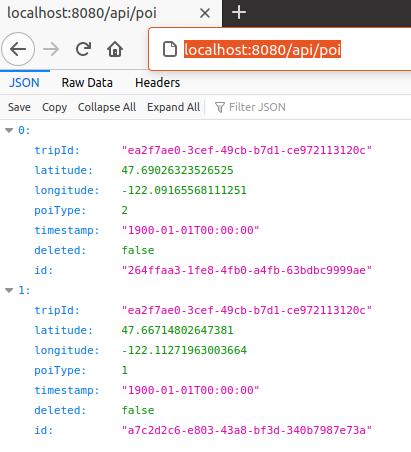 localhost:8080/api/poi
localhost:8080/api/poi
JSON Raw Data Headers
Save Copy Collapse All Expand All Filter JSON
0:
tripId: "ea2f7ae0-3cef-49cb-b7d1-ce972113120c"
latitude: 47.69026323526525
longitude: -122.09165568111251
poiType: 2
timestamp: "1900-01-01T00:00:00"
deleted: false
id: "264ffaa3-1fe8-4fb0-a4fb-63bdbc9999ae"
1:
tripId: "ea2f7ae0-3cef-49cb-b7d1-ce972113120c"
latitude: 47.66714802647381
longitude: -122.11271963003664
poiType: 1
timestamp: "1900-01-01T00:00:00"
deleted: false
id: "a7c2d2c6-e803-43a8-bf3d-340b7987e73a"